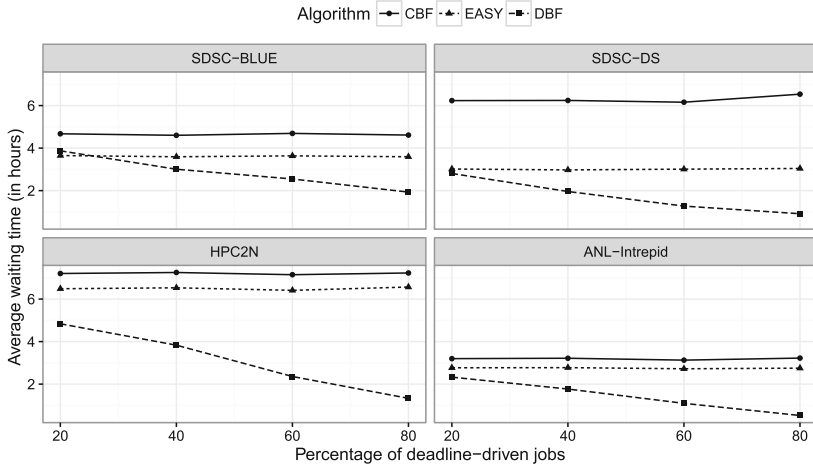 Algorithm CBF EASY DBF
SDSC−BLUE SDSC−DS
6
4
2
HPC2N ANL−Intrepid
6
4
2
20 40 60 80 20 40 60 80
Average waiting time (in hours)
Percentage of deadline−driven jobs